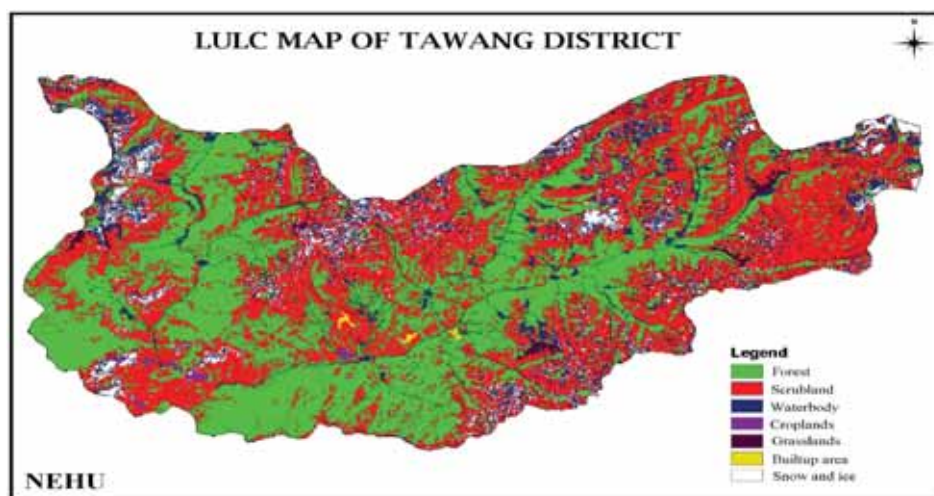 LULC MAP OF TAWANG DISTRICT
N
Legend
Forest
Scrubland
Waterbody
Croplands
Grasslands
Builtup area
Snow and ice
NEHU